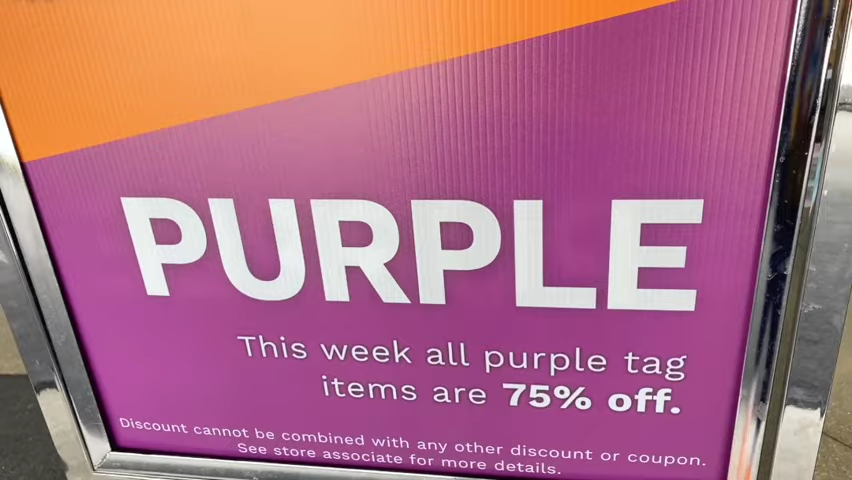 PURPLE
This week all purple tag
items are 75% off.
Discount cannot be combined with any other discount or coupon.
See store associate for more details.